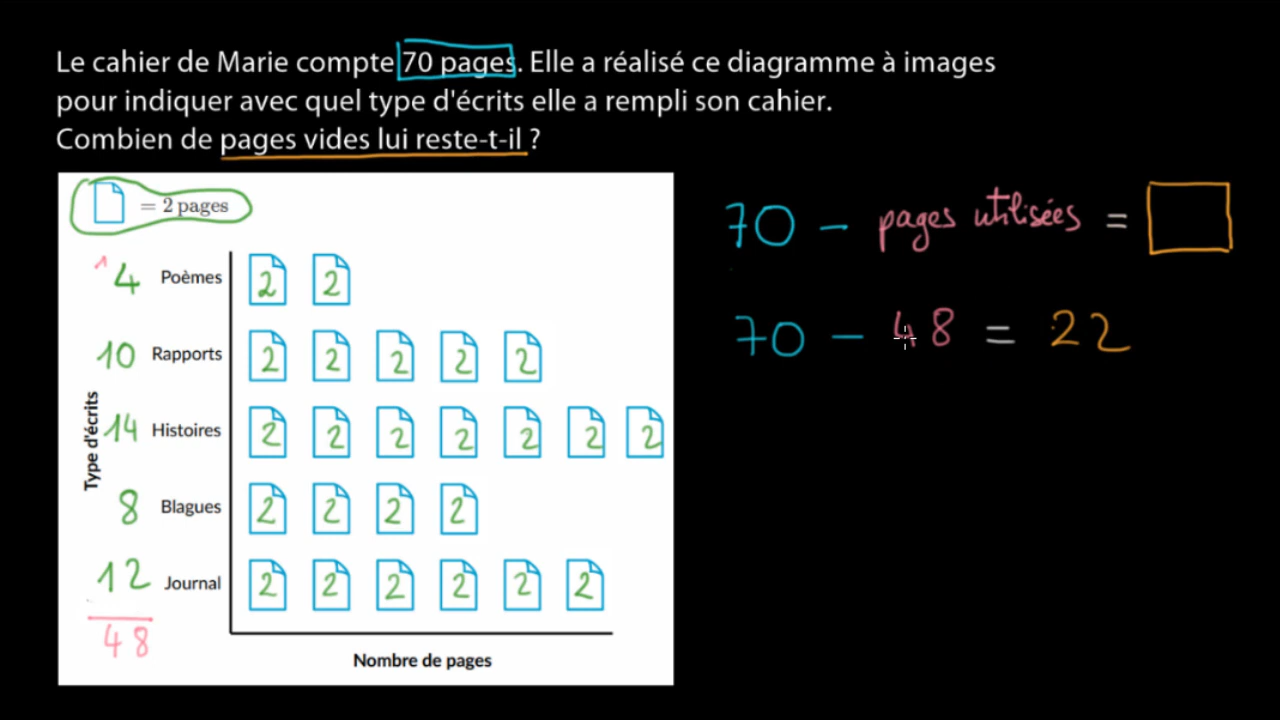 Le cahier de Marie compte 70 pages. Elle a réalisé ce diagramme à images
pour indiquer avec quel type d'écrits elle a rempli son cahier.
Combien de pages vides lui reste-t-il ?
= 2 pages
1
4 Poèmes 2 2
10 Rapports 2 2 2 2 2
14 Histoires 2 2 2 2 2 2 2
8 Blagues 2 2 2 2
12 Journal 2 2 2 2 2 2
48
Type d'écrits
Nombre de pages
70 - pages utilisées =
70 - 48 = 22